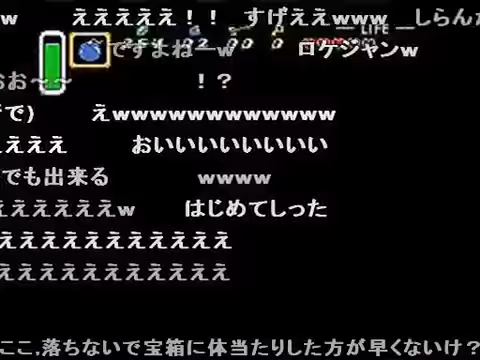 w ええええええ！！ すげええwww しらんか
LIFE
ですよねーw ロケジャンw
おお～～ ！？
で) えwwwwwwwwwwww
えええええ おいいいいいいいいい
でも出来る wwww
えええええええw はじめてしった
ええええええええええええ
ええええええええええええ
ここ,落ちないで宝箱に体当たりした方が早くないけ?